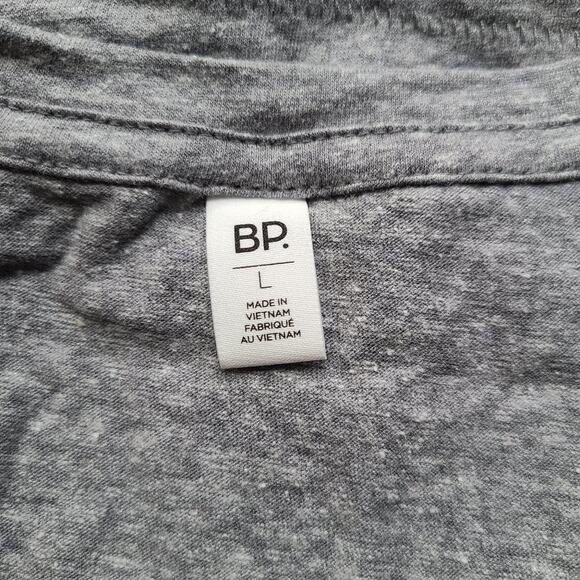 BP.
L
MADE IN
VIETNAM
FABRIQUÉ
AU VIETNAM